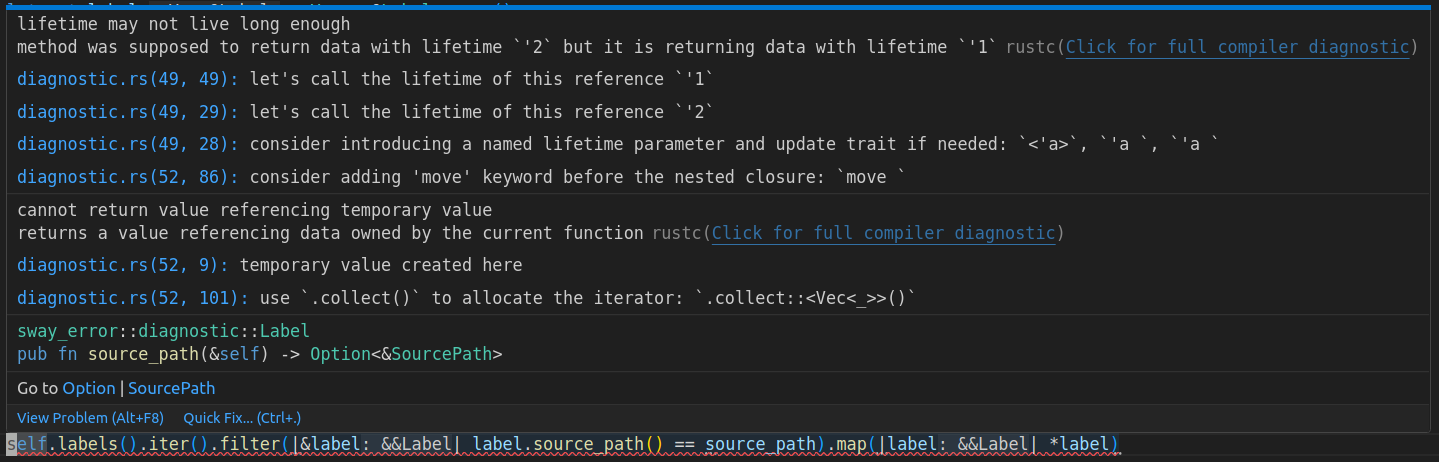 lifetime may not live long enough
method was supposed to return data with lifetime `'2` but it is returning data with lifetime `'1` rustc(Click for full compiler diagnostic)
diagnostic.rs(49, 49): let's call the lifetime of this reference `'1`
diagnostic.rs(49, 29): let's call the lifetime of this reference `'2`
diagnostic.rs(49, 28): consider introducing a named lifetime parameter and update trait if needed: `<'a>`, `'a `, `'a `
diagnostic.rs(52, 86): consider adding 'move' keyword before the nested closure: `move `
cannot return value referencing temporary value
returns a value referencing data owned by the current function rustc(Click for full compiler diagnostic)
diagnostic.rs(52, 9): temporary value created here
diagnostic.rs(52, 101): use `.collect()` to allocate the iterator: `.collect::<Vec<_>>()`
sway_error::diagnostic::Label
pub fn source_path(&self) -> Option<&SourcePath>
Go to Option | SourcePath
View Problem (Alt+F8) Quick Fix... (Ctrl+.)
self.labels().iter().filter(|&label: &&Label| label.source_path() == source_path).map(|label: &&Label| *label)